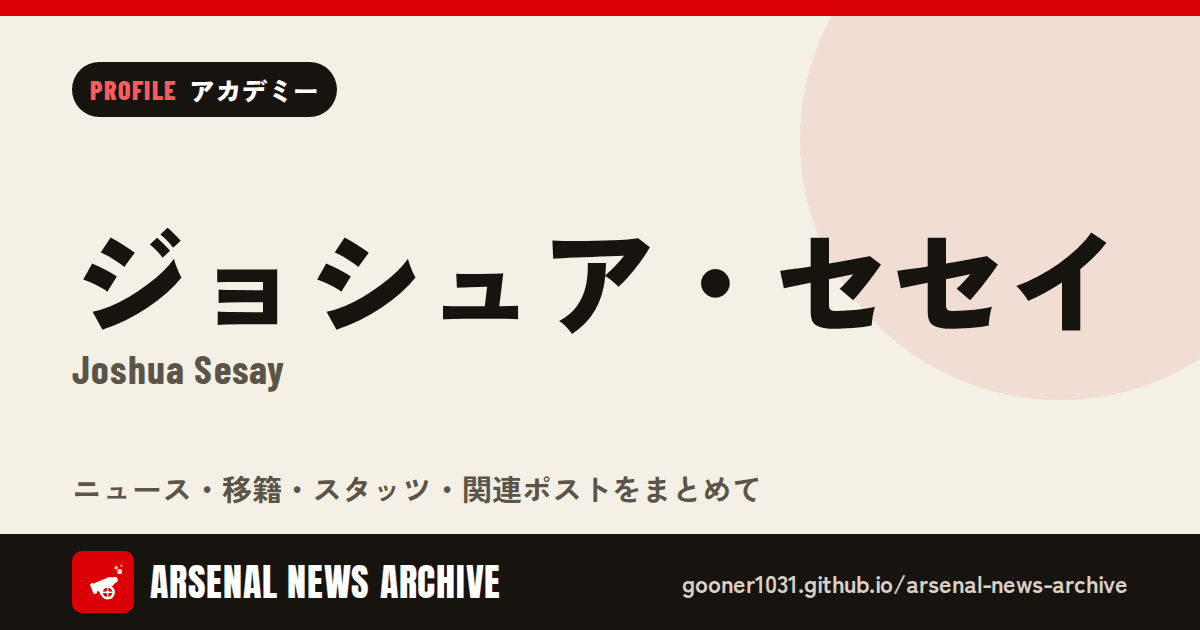 PROFILE アカデミー
ジョシュア・セセイ
Joshua Sesay
ニュース・移籍・スタッツ・関連ポストをまとめて
ARSENAL NEWS ARCHIVE
gooner1031.github.io/arsenal-news-archive